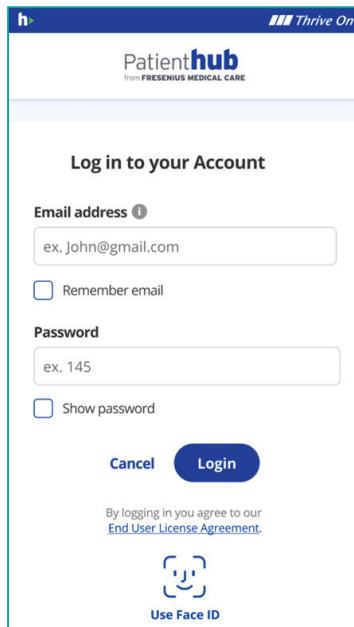 h
Thrive On
Patienthub
from FRESENIUS MEDICAL CARE
Log in to your Account
Email address i
ex. John@gmail.com
Remember email
Password
ex. 145
Show password
Cancel Login
By logging in you agree to our
End User License Agreement.
Use Face ID